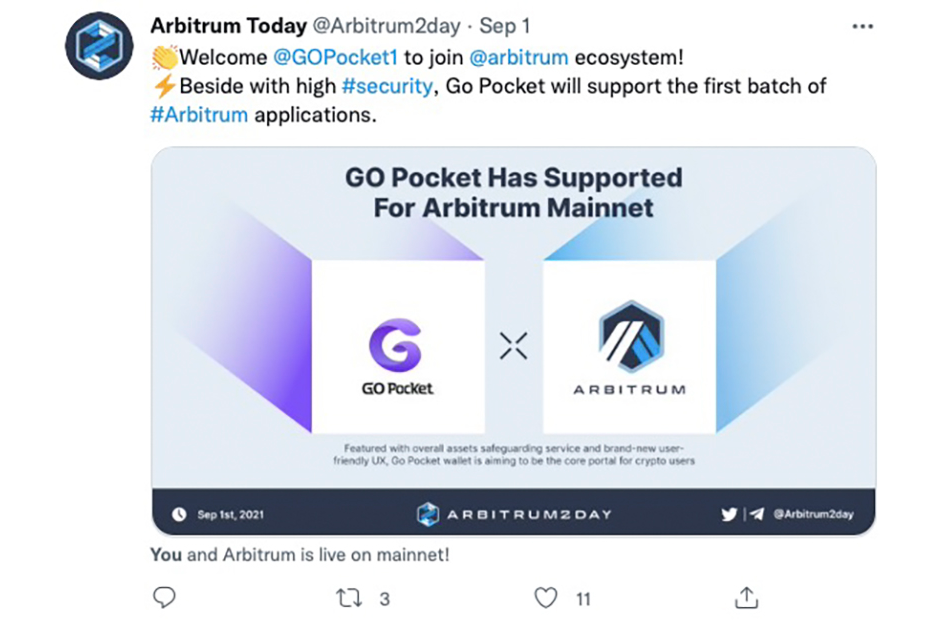 Arbitrum Today @Arbitrum2day · Sep 1
👏Welcome @GOPocket1 to join @arbitrum ecosystem!
⚡Beside with high #security, Go Pocket will support the first batch of
#Arbitrum applications.
GO Pocket Has Supported
For Arbitrum Mainnet
GO Pocket
ARBITRUM
Featured with overall assets safeguarding service and brand-new user-
friendly UX, Go Pocket wallet is aiming to be the core portal for crypto users
Sep 1st, 2021
ARBITRUM2DAY
@Arbitrum2day
You and Arbitrum is live on mainnet!
3
11